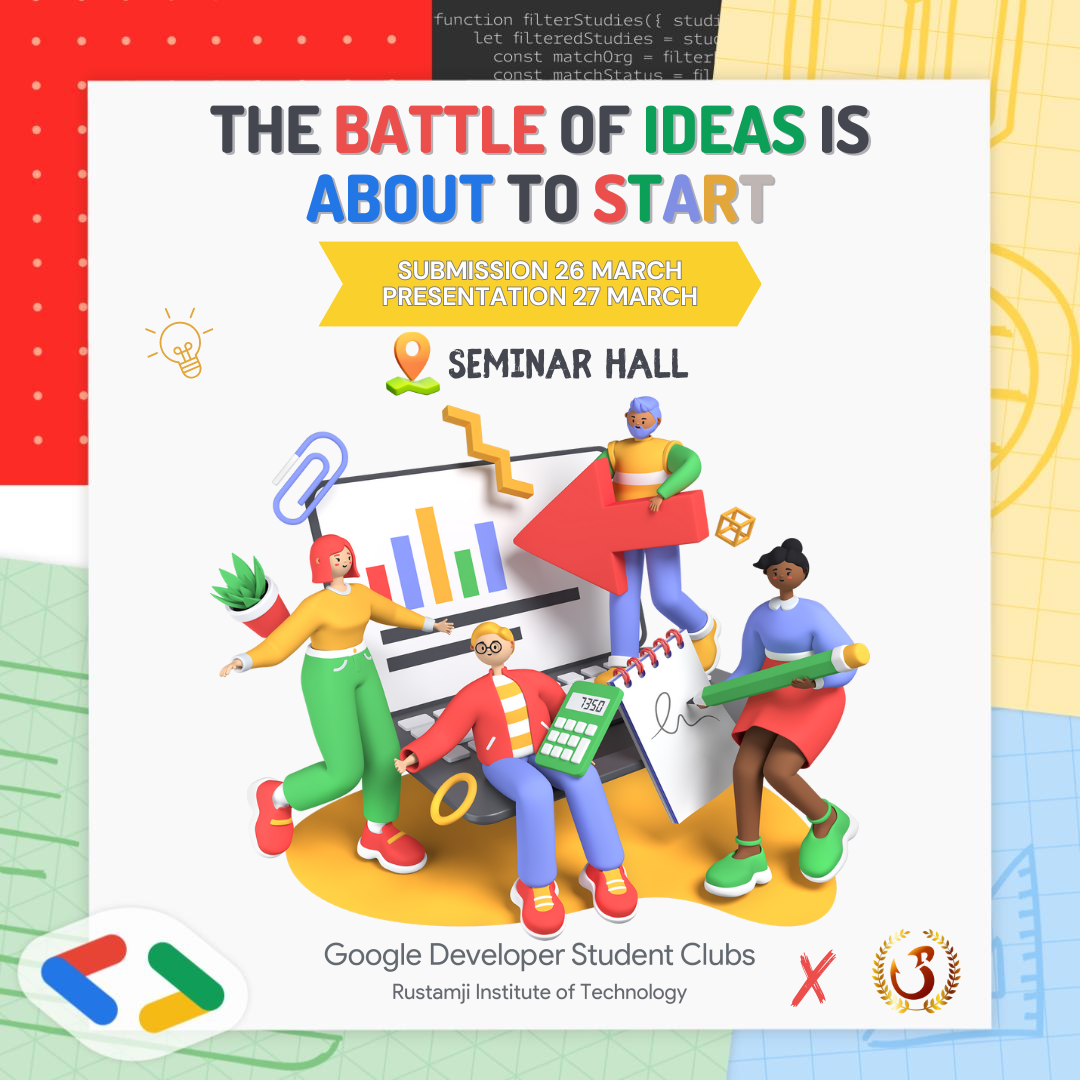 function filterStudies({ studi
let filteredStudies = stud
const matchOrg = filter
const matchStatus = fil
THE BATTLE OF IDEAS IS
ABOUT TO START
SUBMISSION 26 MARCH
PRESENTATION 27 MARCH
SEMINAR HALL
7350
Google Developer Student Clubs
Rustamji Institute of Technology